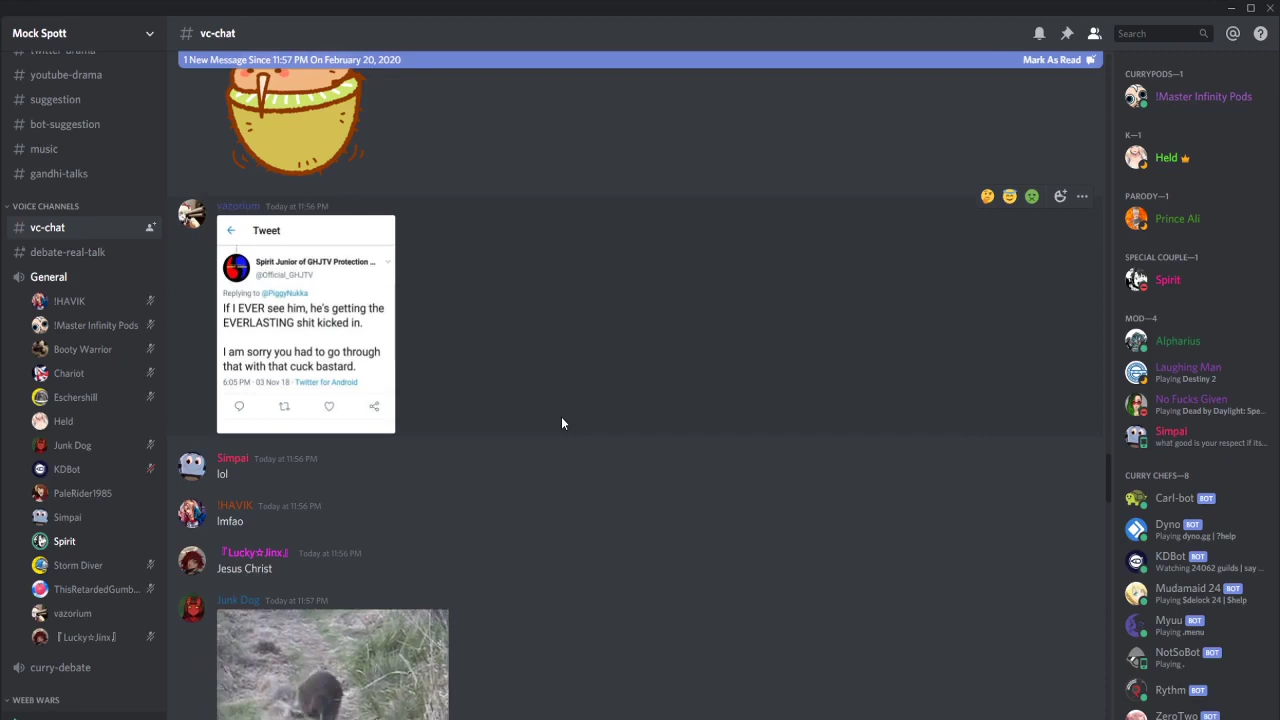 Mock Spott
# vc-chat
Search
1 New Message Since 11:57 PM On February 20, 2020
Mark As Read
youtube-drama
suggestion
bot-suggestion
music
gandhi-talks
VOICE CHANNELS
vc-chat
debate-real-talk
General
!HAVIK
!Master Infinity Pods
Booty Warrior
Chariot
Eschershill
Held
Junk Dog
KDBot
PaleRider1985
Simpai
Spirit
Storm Diver
ThisRetardedGumb...
vazorium
『Lucky☆Jinx』
curry-debate
WEEB WARS
vazorium Today at 11:56 PM
Tweet
Spirit Junior of GHJTV Protection ...
@Official_GHJTV
Replying to @PiggyNukka
If I EVER see him, he's getting the
EVERLASTING shit kicked in.
I am sorry you had to go through
that with that cuck bastard.
6:05 PM · 03 Nov 18 · Twitter for Android
Simpai Today at 11:56 PM
lol
!HAVIK Today at 11:56 PM
lmfao
『Lucky☆Jinx』 Today at 11:56 PM
Jesus Christ
Junk Dog Today at 11:57 PM
CURRYPODS—1
!Master Infinity Pods
K—1
Held
PARODY—1
Prince Ali
SPECIAL COUPLE—1
Spirit
MOD—4
Alpharius
Laughing Man
Playing Destiny 2
No Fucks Given
Playing Dead by Daylight: Spe...
Simpai
what good is your respect if its...
CURRY CHEFS—8
Carl-bot BOT
Dyno BOT
Playing dyno.gg | ?help
KDBot BOT
Watching 24062 guilds | say ...
Mudamaid 24 BOT
Playing $delock 24 | $help
Myuu BOT
Playing .menu
NotSoBot BOT
Playing .
Rythm BOT
ZeroTwo BOT